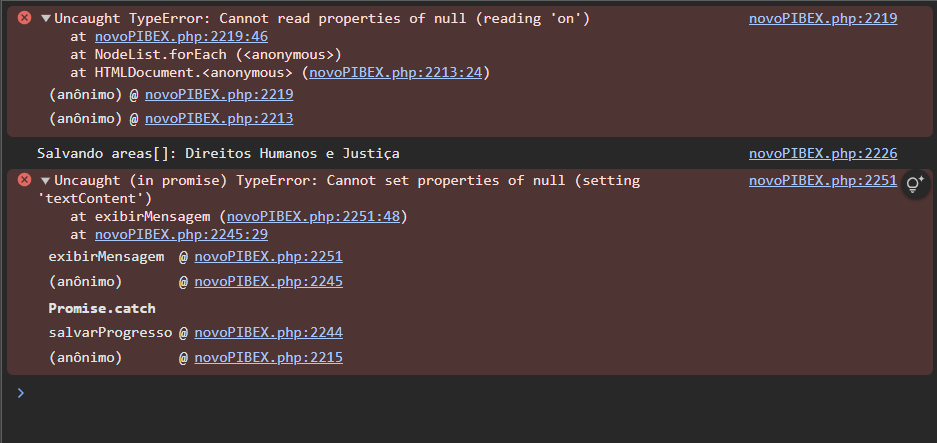 Uncaught TypeError: Cannot read properties of null (reading 'on') novoPIBEX.php:2219
at novoPIBEX.php:2219:46
at NodeList.forEach (<anonymous>)
at HTMLDocument.<anonymous> (novoPIBEX.php:2213:24)
(anônimo) @ novoPIBEX.php:2219
(anônimo) @ novoPIBEX.php:2213
Salvando areas[]: Direitos Humanos e Justiça novoPIBEX.php:2226
Uncaught (in promise) TypeError: Cannot set properties of null (setting novoPIBEX.php:2251
'textContent')
at exibirMensagem (novoPIBEX.php:2251:48)
at novoPIBEX.php:2245:29
exibirMensagem @ novoPIBEX.php:2251
(anônimo) @ novoPIBEX.php:2245
Promise.catch
salvarProgresso @ novoPIBEX.php:2244
(anônimo) @ novoPIBEX.php:2215